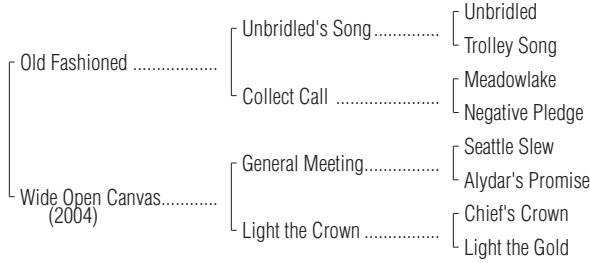 Unbridled
Unbridled's Song..............
Trolley Song
Old Fashioned ..................
Meadowlake
Collect Call ......................
Negative Pledge
Seattle Slew
General Meeting................
Alydar's Promise
Wide Open Canvas............
(2004)
Chief's Crown
Light the Crown ................
Light the Gold